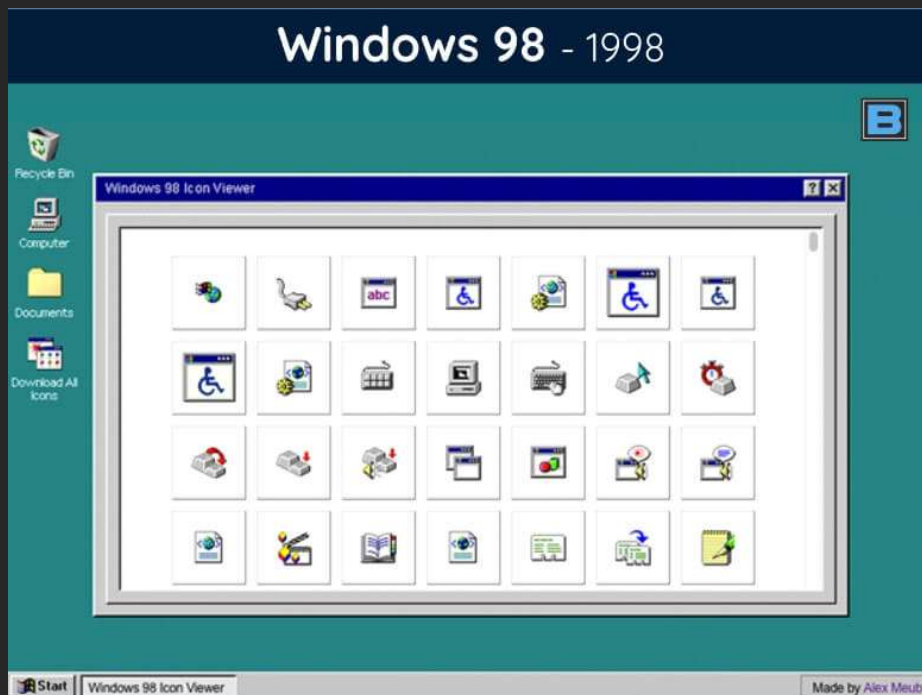 Windows 98 - 1998
B
Recycle Bin
Computer
Documents
Download All
Icons
Windows 98 Icon Viewer
abc
Start
Windows 98 Icon Viewer
Made by Alex Meub